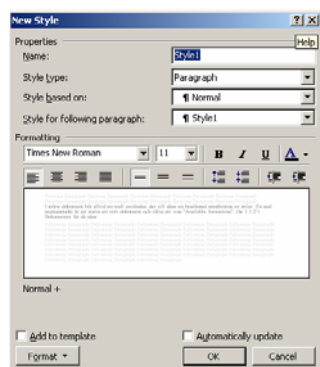 New Style
Help
Properties
Name: Style1
Style type: Paragraph
Style based on: ¶ Normal
Style for following paragraph: ¶ Style1
Formatting
Times New Roman 11 B I U A
Normal +
Add to template Automatically update
Format OK Cancel